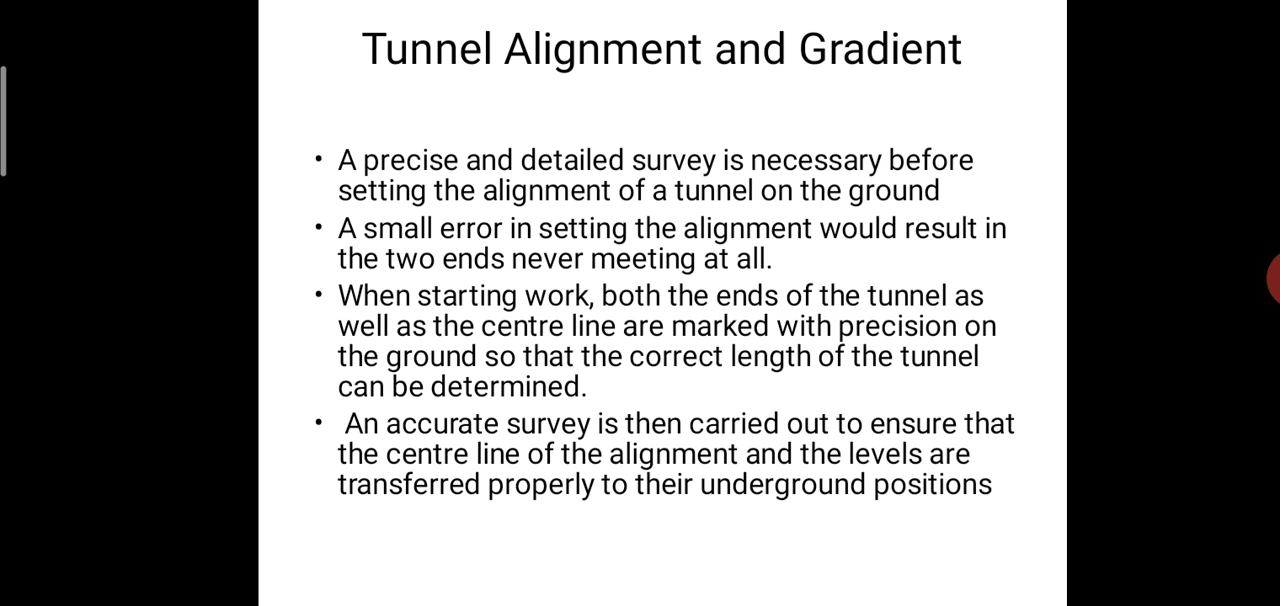 Tunnel Alignment and Gradient
• A precise and detailed survey is necessary before
setting the alignment of a tunnel on the ground
• A small error in setting the alignment would result in
the two ends never meeting at all.
• When starting work, both the ends of the tunnel as
well as the centre line are marked with precision on
the ground so that the correct length of the tunnel
can be determined.
• An accurate survey is then carried out to ensure that
the centre line of the alignment and the levels are
transferred properly to their underground positions